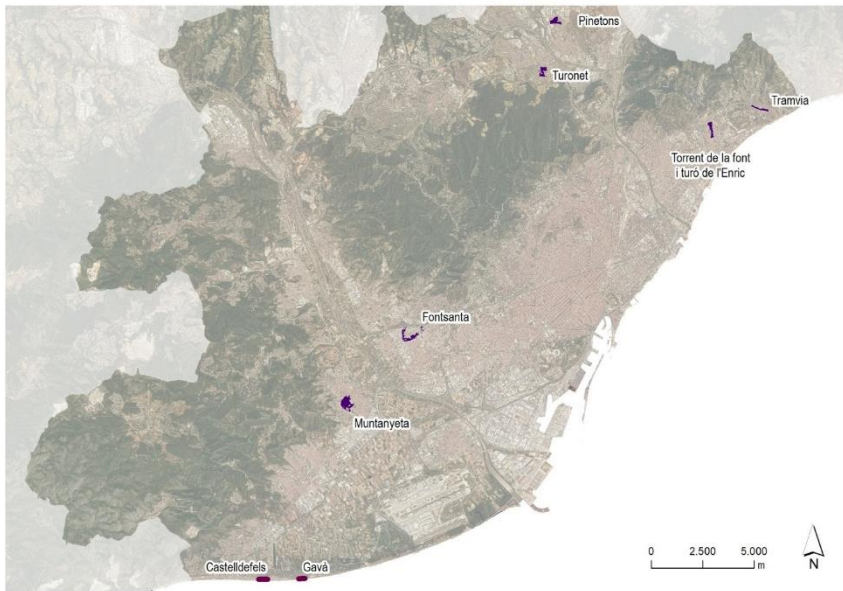 Pinetons
Turonet
Tramvia
Torrent de la font
i turó de l'Enric
Fontsanta
Muntanyeta
Castelldefels
Gavà
0 2.500 5.000
m
N